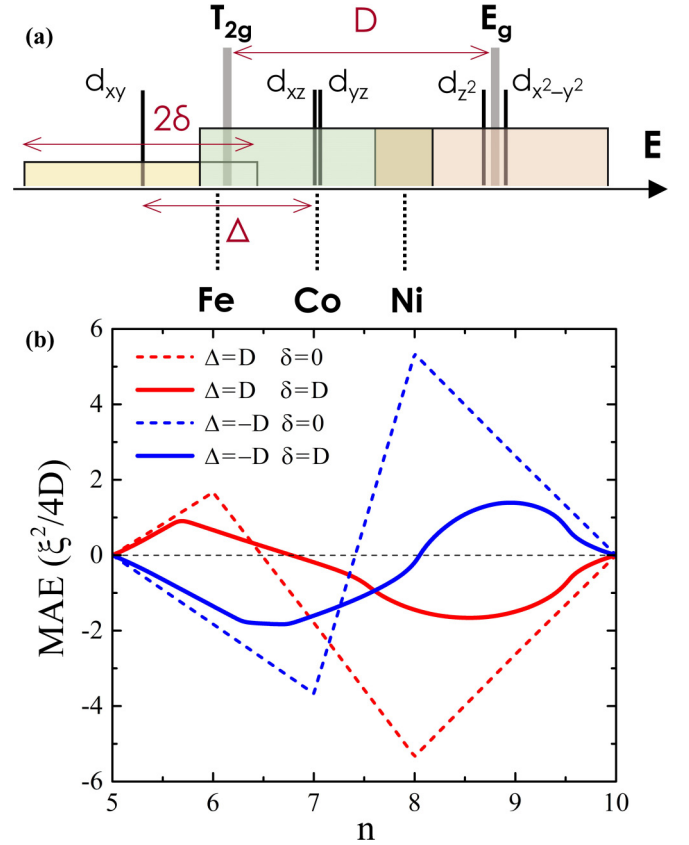 (a)
T2g D Eg
dxy dxz dyz dz² dx²–y²
2δ
E
Δ
Fe Co Ni
(b)
6
Δ=D δ=0
Δ=D δ=D
Δ=–D δ=0
Δ=–D δ=D
4
2
0
-2
-4
-6
MAE (ξ²/4D)
5 6 7 8 9 10
n